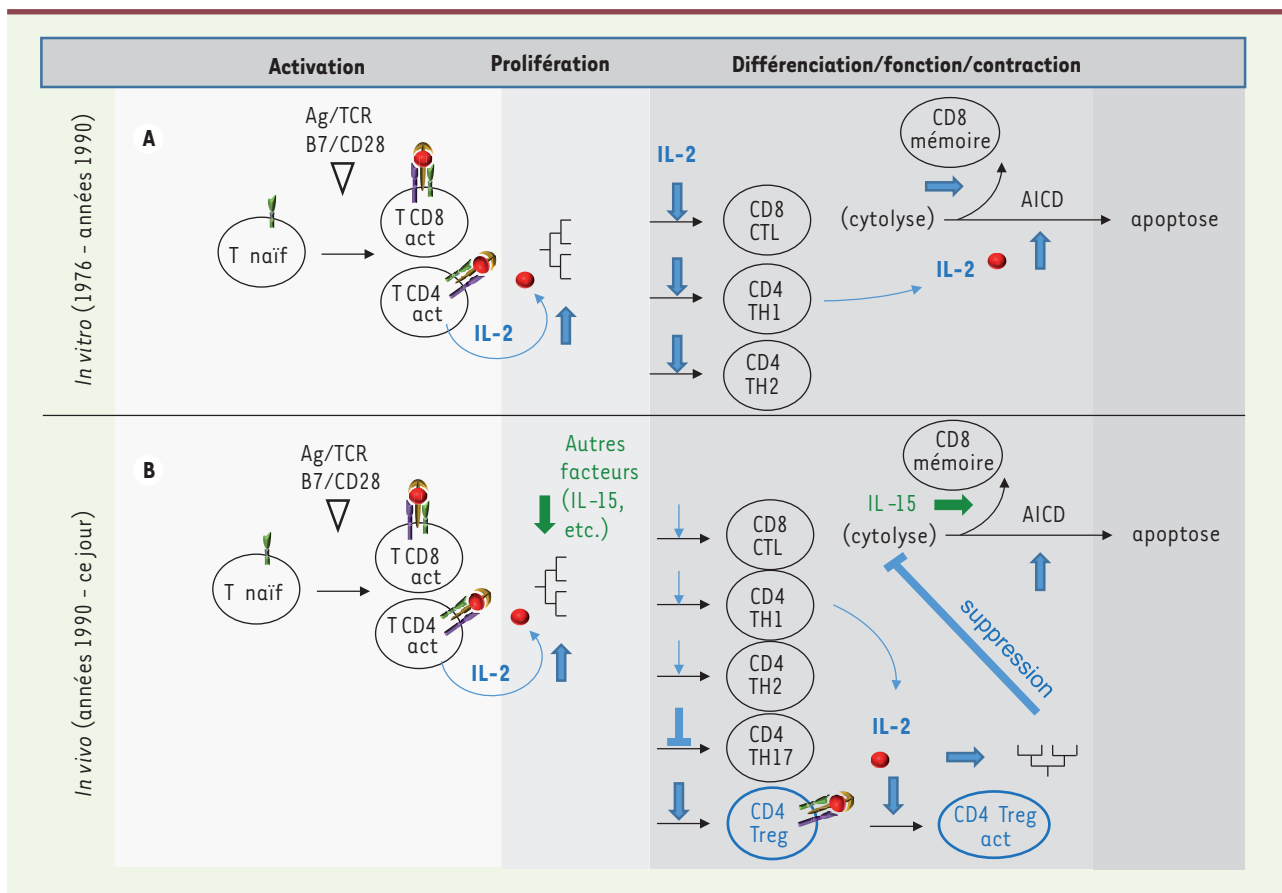 Activation
Prolifération
Différenciation/fonction/contraction
In vitro (1976 - années 1990)
A
Ag/TCR
B7/CD28
T naïf
T CD8
act
T CD4
act
IL-2
IL-2
CD8
CTL
CD4
TH1
CD4
TH2
CD8
mémoire
(cytolyse)
AICD
apoptose
IL-2
In vivo (années 1990 - ce jour)
B
Ag/TCR
B7/CD28
T naïf
T CD8
act
T CD4
act
IL-2
Autres
facteurs
(IL-15,
etc.)
CD8
CTL
CD4
TH1
CD4
TH2
CD4
TH17
CD4
Treg
CD8
mémoire
IL-15
(cytolyse)
AICD
apoptose
suppression
IL-2
CD4 Treg
act